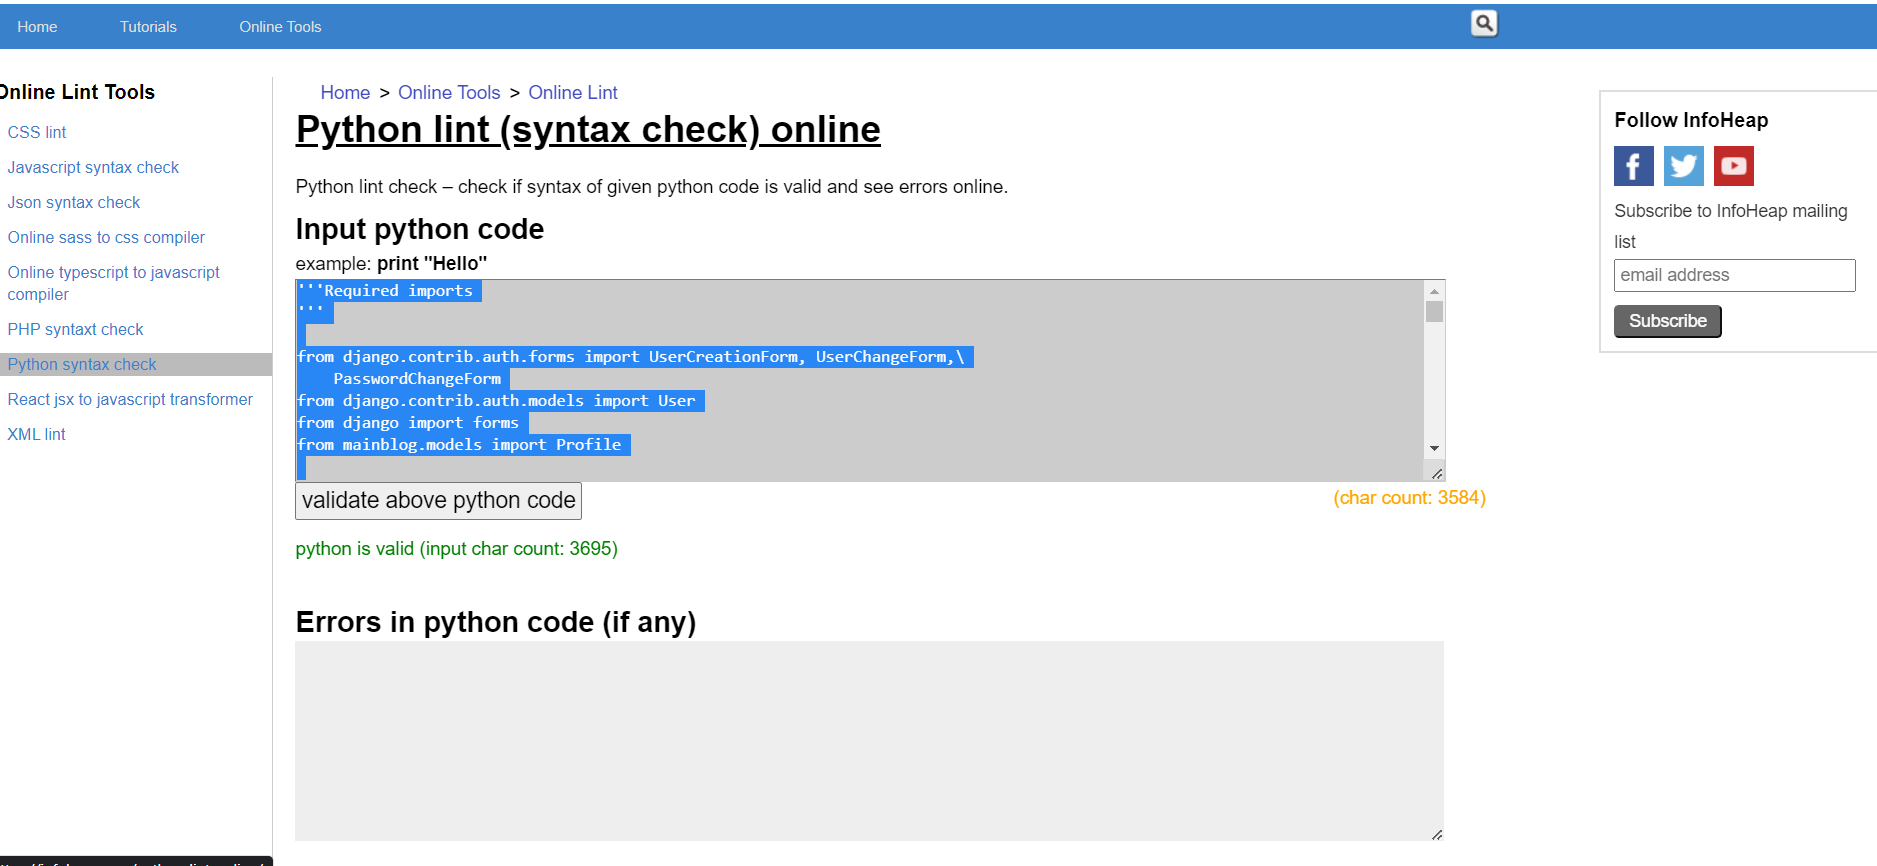 Home Tutorials Online Tools
Online Lint Tools
CSS lint
Javascript syntax check
Json syntax check
Online sass to css compiler
Online typescript to javascript
compiler
PHP syntaxt check
Python syntax check
React jsx to javascript transformer
XML lint
Home > Online Tools > Online Lint
Python lint (syntax check) online
Python lint check – check if syntax of given python code is valid and see errors online.
Input python code
example: print "Hello"
'''Required imports
'''
from django.contrib.auth.forms import UserCreationForm, UserChangeForm,\
PasswordChangeForm
from django.contrib.auth.models import User
from django import forms
from mainblog.models import Profile
validate above python code
(char count: 3584)
python is valid (input char count: 3695)
Errors in python code (if any)
Follow InfoHeap
Subscribe to InfoHeap mailing
list
email address
Subscribe